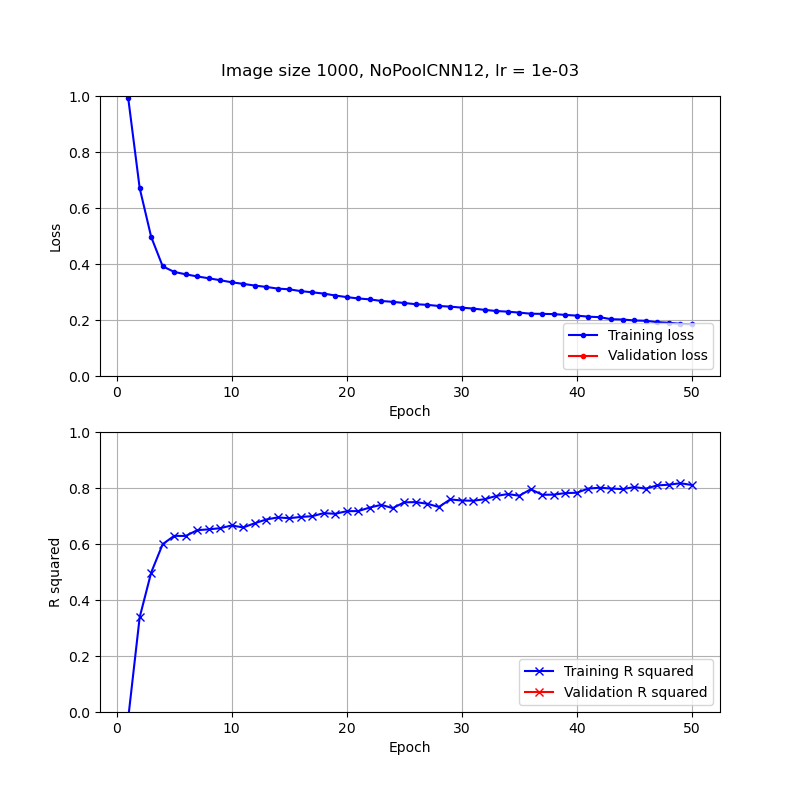 Image size 1000, NoPoolCNN12, lr = 1e-03
1.0
0.8
0.6
0.4
0.2
0.0
Loss
Training loss
Validation loss
0 10 20 30 40 50
Epoch
1.0
0.8
0.6
0.4
0.2
0.0
R squared
Training R squared
Validation R squared
0 10 20 30 40 50
Epoch